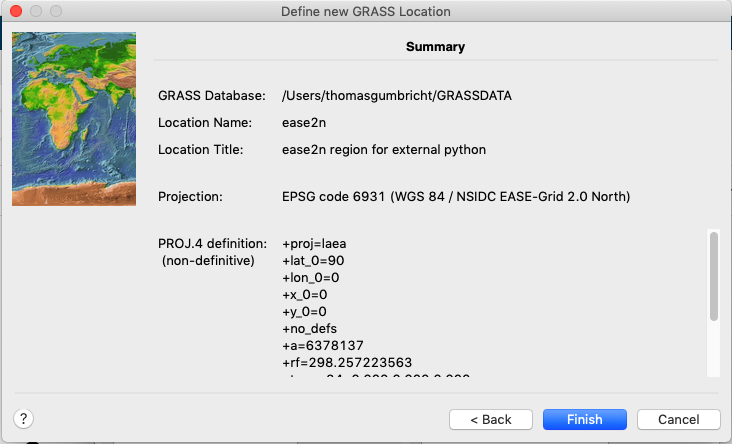 Define new GRASS Location
Summary
GRASS Database: /Users/thomasgumbricht/GRASSDATA
Location Name: ease2n
Location Title: ease2n region for external python
Projection: EPSG code 6931 (WGS 84 / NSIDC EASE-Grid 2.0 North)
PROJ.4 definition: +proj=laea
(non-definitive) +lat_0=90
+lon_0=0
+x_0=0
+y_0=0
+no_defs
+a=6378137
+rf=298.257223563
? < Back Finish Cancel